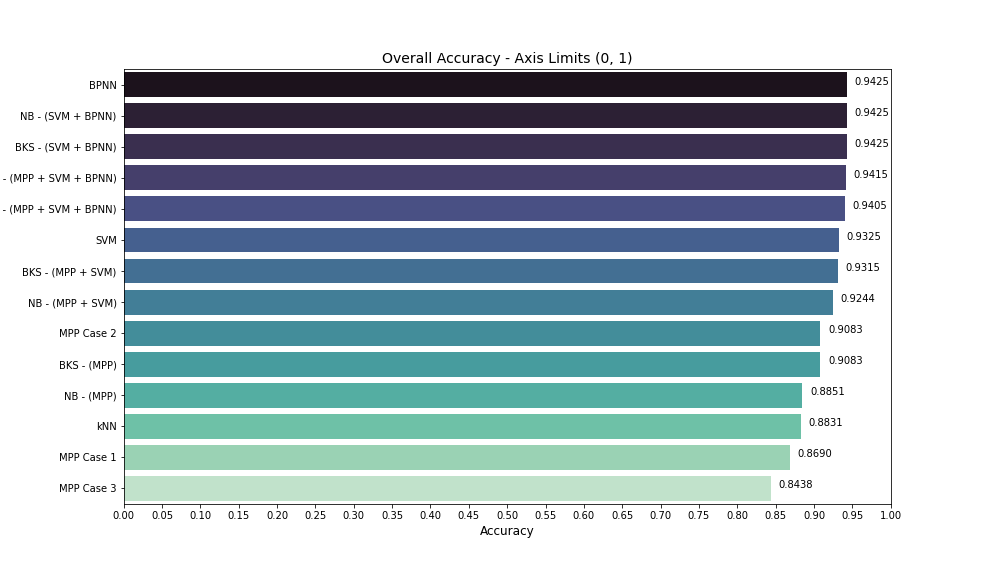 Overall Accuracy - Axis Limits (0, 1)
BPNN 0.9425
NB - (SVM + BPNN) 0.9425
BKS - (SVM + BPNN) 0.9425
- (MPP + SVM + BPNN) 0.9415
- (MPP + SVM + BPNN) 0.9405
SVM 0.9325
BKS - (MPP + SVM) 0.9315
NB - (MPP + SVM) 0.9244
MPP Case 2 0.9083
BKS - (MPP) 0.9083
NB - (MPP) 0.8851
kNN 0.8831
MPP Case 1 0.8690
MPP Case 3 0.8438
0.00 0.05 0.10 0.15 0.20 0.25 0.30 0.35 0.40 0.45 0.50 0.55 0.60 0.65 0.70 0.75 0.80 0.85 0.90 0.95 1.00
Accuracy